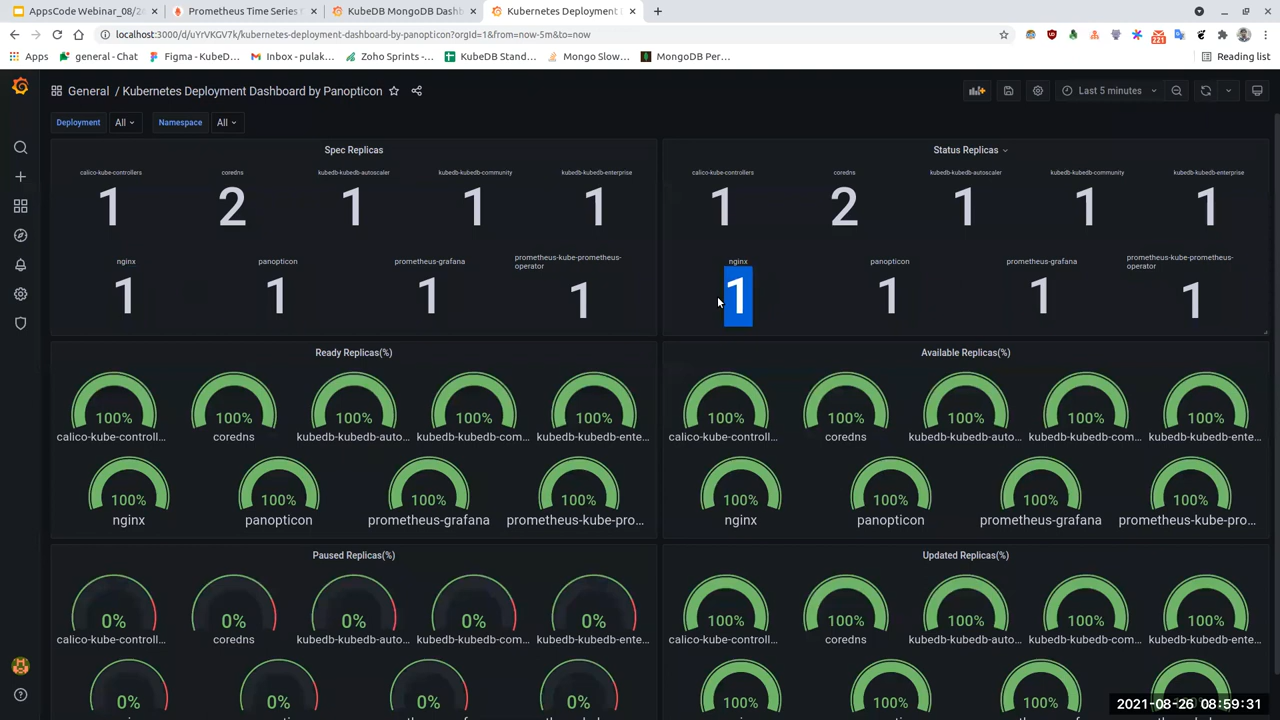 AppsCode Webinar_08/2
Prometheus Time Series
KubeDB MongoDB Dashb
Kubernetes Deployment
localhost:3000/d/uYrVKGV7k/kubernetes-deployment-dashboard-by-panopticon?orgId=1&from=now-5m&to=now
221
Apps
general - Chat
Figma - KubeD...
Inbox - pulak...
Zoho Sprints -...
KubeDB Stand...
Mongo Slow...
MongoDB Per...
Reading list
General / Kubernetes Deployment Dashboard by Panopticon
Last 5 minutes
Deployment All
Namespace All
Spec Replicas
calico-kube-controllers coredns kubedb-kubedb-autoscaler kubedb-kubedb-community kubedb-kubedb-enterprise
1 2 1 1 1
nginx panopticon prometheus-grafana prometheus-kube-prometheus-
operator
1 1 1 1
Status Replicas
calico-kube-controllers coredns kubedb-kubedb-autoscaler kubedb-kubedb-community kubedb-kubedb-enterprise
1 2 1 1 1
nginx panopticon prometheus-grafana prometheus-kube-prometheus-
operator
1 1 1 1
Ready Replicas(%)
100% 100% 100% 100% 100%
calico-kube-controll... coredns kubedb-kubedb-auto... kubedb-kubedb-com... kubedb-kubedb-ente...
100% 100% 100% 100%
nginx panopticon prometheus-grafana prometheus-kube-pro...
Available Replicas(%)
100% 100% 100% 100% 100%
calico-kube-controll... coredns kubedb-kubedb-auto... kubedb-kubedb-com... kubedb-kubedb-ente...
100% 100% 100% 100%
nginx panopticon prometheus-grafana prometheus-kube-pro...
Paused Replicas(%)
0% 0% 0% 0% 0%
calico-kube-controll... coredns kubedb-kubedb-auto... kubedb-kubedb-com... kubedb-kubedb-ente...
0% 0% 0% 0%
Updated Replicas(%)
100% 100% 100% 100% 100%
calico-kube-controll... coredns kubedb-kubedb-auto... kubedb-kubedb-com... kubedb-kubedb-ente...
100% 100% 100%
2021-08-26 08:59:31